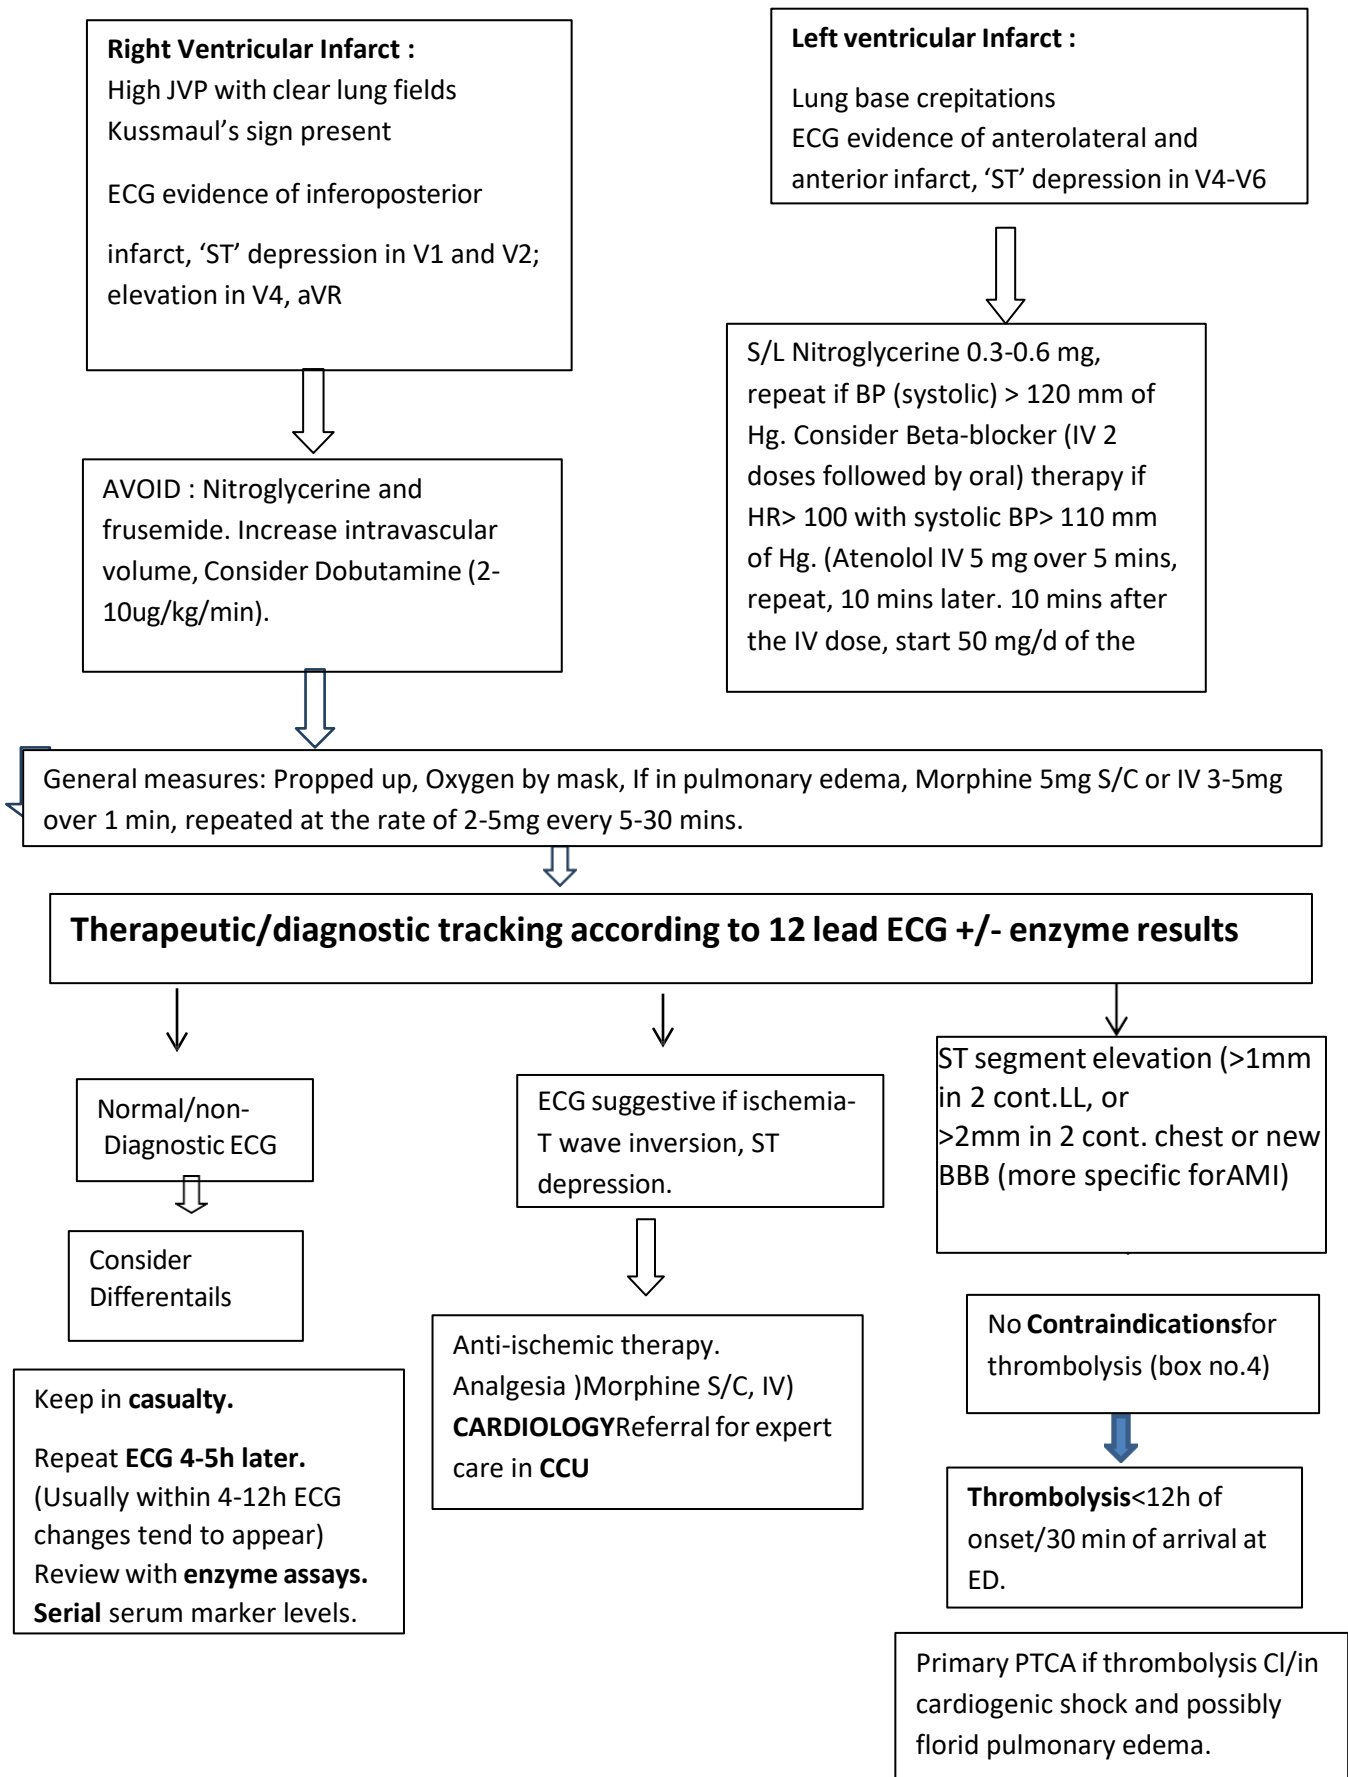 Right Ventricular Infarct :
High JVP with clear lung fields
Kussmaul’s sign present
ECG evidence of inferoposterior
infarct, ‘ST’ depression in V1 and V2;
elevation in V4, aVR
Left ventricular Infarct :
Lung base crepitations
ECG evidence of anterolateral and
anterior infarct, ‘ST’ depression in V4-V6
AVOID : Nitroglycerine and
frusemide. Increase intravascular
volume, Consider Dobutamine (2-
10ug/kg/min).
S/L Nitroglycerine 0.3-0.6 mg,
repeat if BP (systolic) > 120 mm of
Hg. Consider Beta-blocker (IV 2
doses followed by oral) therapy if
HR> 100 with systolic BP> 110 mm
of Hg. (Atenolol IV 5 mg over 5 mins,
repeat, 10 mins later. 10 mins after
the IV dose, start 50 mg/d of the
General measures: Propped up, Oxygen by mask, If in pulmonary edema, Morphine 5mg S/C or IV 3-5mg
over 1 min, repeated at the rate of 2-5mg every 5-30 mins.
Therapeutic/diagnostic tracking according to 12 lead ECG +/- enzyme results
Normal/non-
Diagnostic ECG
Consider
Differentails
Keep in casualty.
Repeat ECG 4-5h later.
(Usually within 4-12h ECG
changes tend to appear)
Review with enzyme assays.
Serial serum marker levels.
ECG suggestive if ischemia-
T wave inversion, ST
depression.
Anti-ischemic therapy.
Analgesia )Morphine S/C, IV)
CARDIOLOGYReferral for expert
care in CCU
ST segment elevation (>1mm
in 2 cont.LL, or
>2mm in 2 cont. chest or new
BBB (more specific forAMI)
No Contraindicationsfor
thrombolysis (box no.4)
Thrombolysis<12h of
onset/30 min of arrival at
ED.
Primary PTCA if thrombolysis Cl/in
cardiogenic shock and possibly
florid pulmonary edema.